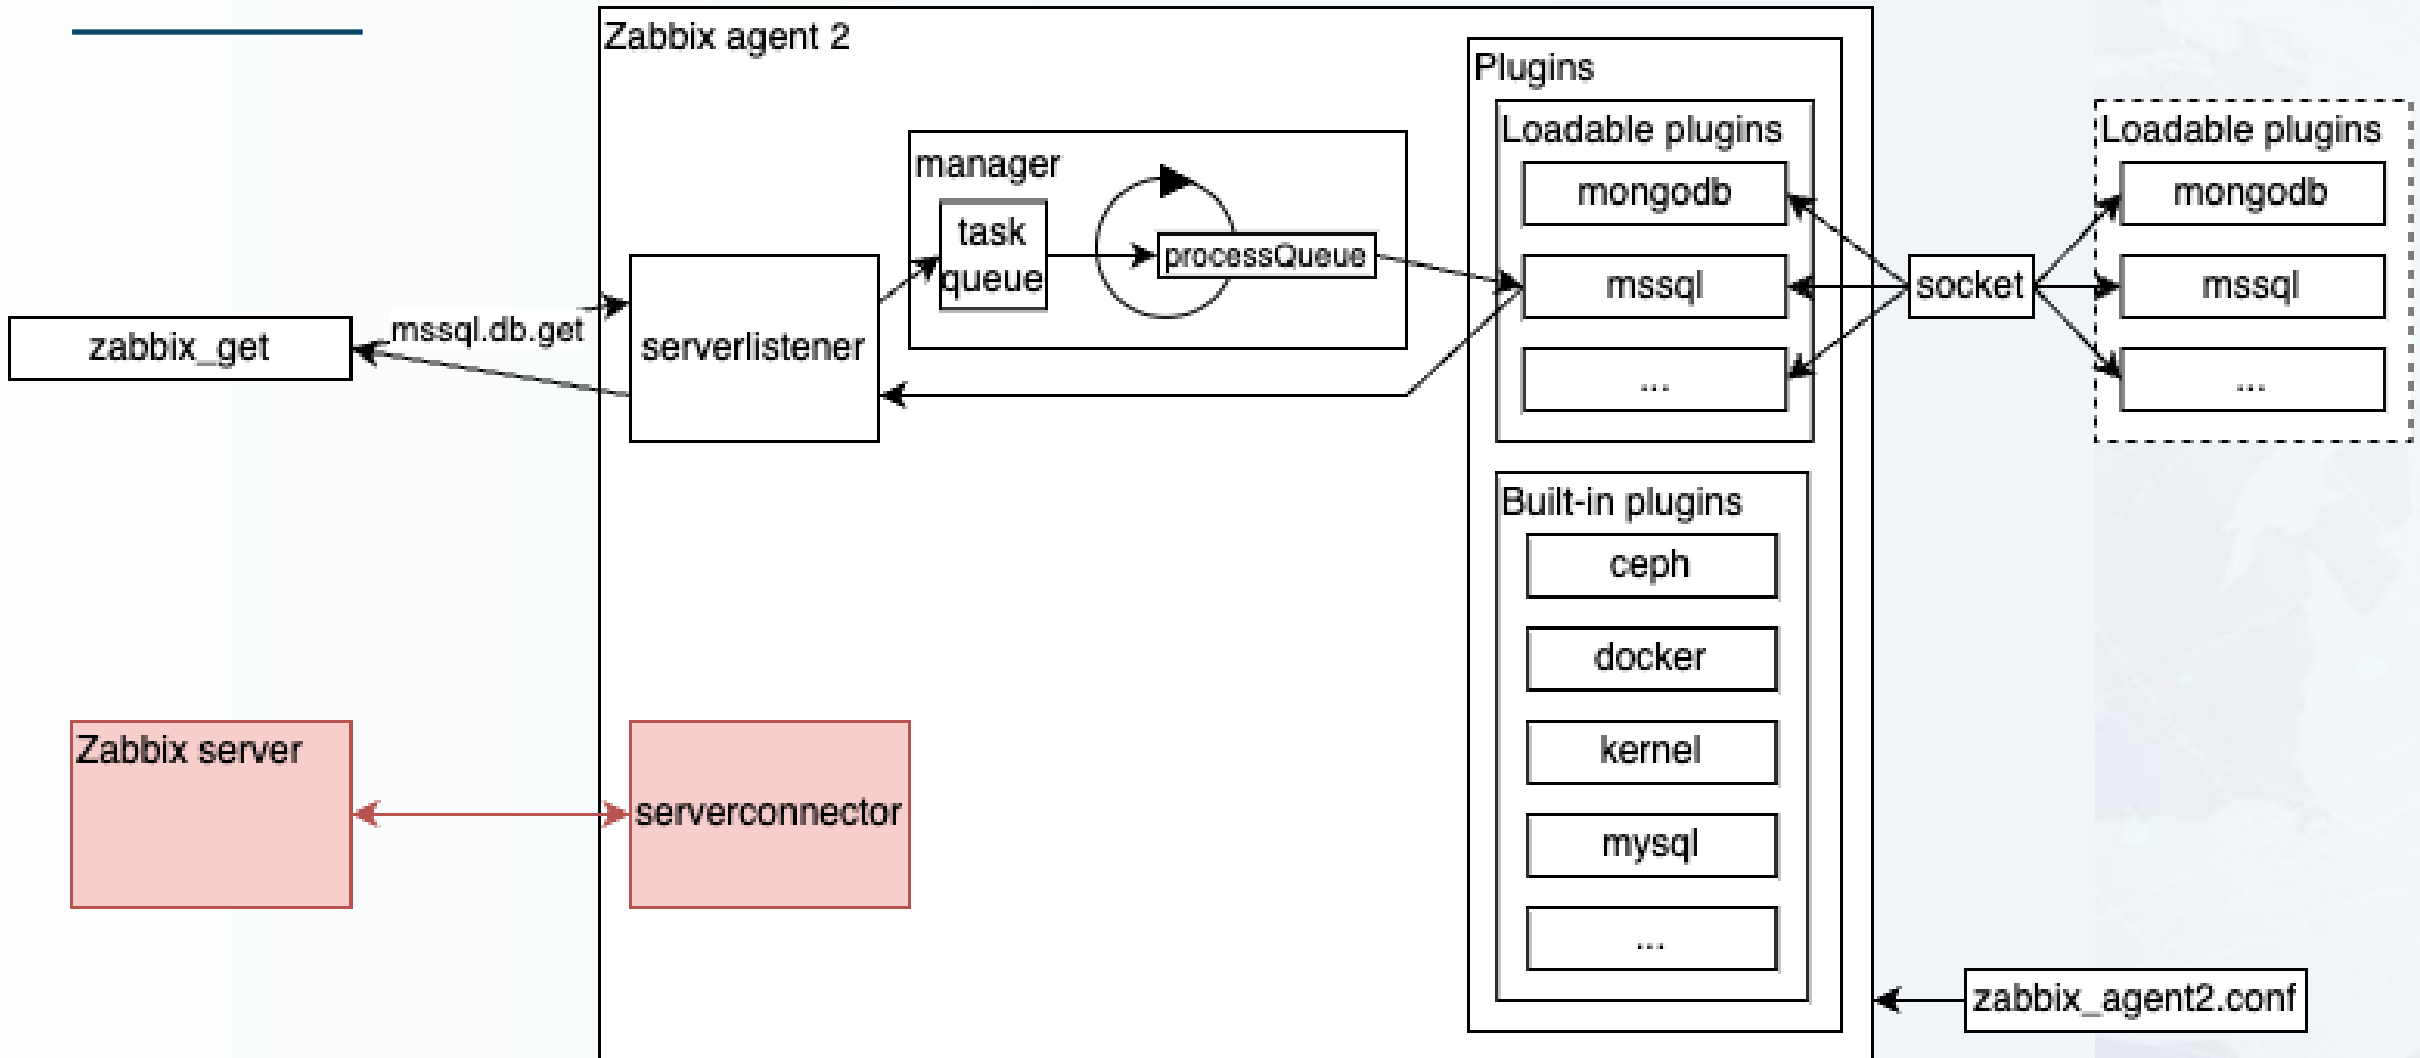 Zabbix agent 2
Plugins
Loadable plugins
mongodb
mssql
...
manager
task
queue
processQueue
serverlistener
mssql.db.get
zabbix_get
socket
Loadable plugins
mongodb
mssql
...
Built-in plugins
ceph
docker
kernel
mysql
...
Zabbix server
serverconnector
zabbix_agent2.conf